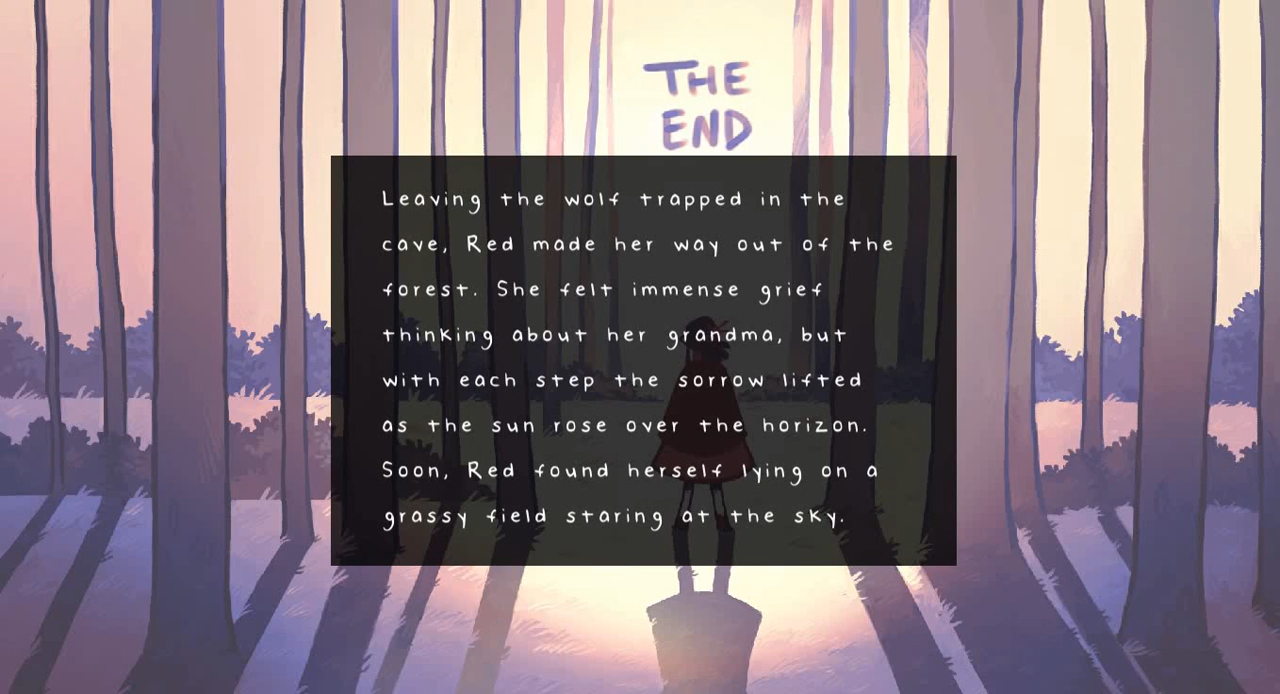 THE
END
Leaving the wolf trapped in the
cave, Red made her way out of the
forest. She felt immense grief
thinking about her grandma, but
with each step the sorrow lifted
as the sun rose over the horizon.
Soon, Red found herself lying on a
grassy field staring at the sky.